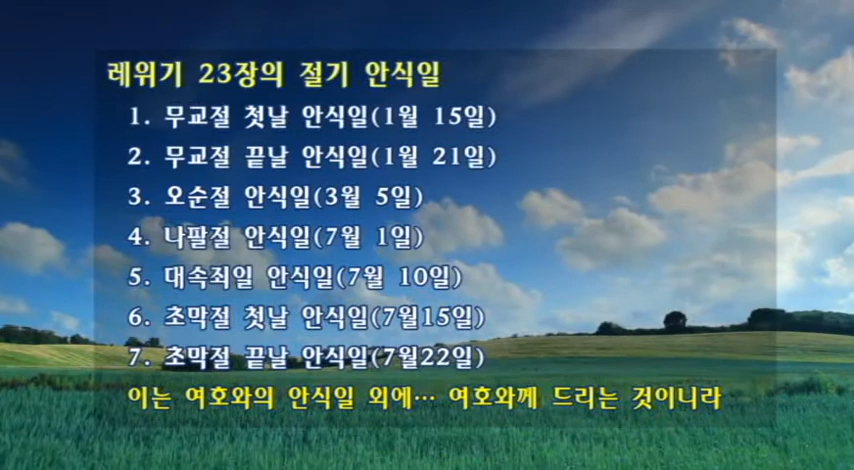 레위기 23장의 절기 안식일
1. 무교절 첫날 안식일(1월 15일)
2. 무교절 끝날 안식일(1월 21일)
3. 오순절 안식일(3월 5일)
4. 나팔절 안식일(7월 1일)
5. 대속죄일 안식일(7월 10일)
6. 초막절 첫날 안식일(7월15일)
7. 초막절 끝날 안식일(7월22일)
이는 여호와의 안식일 외에… 여호와께 드리는 것이니라